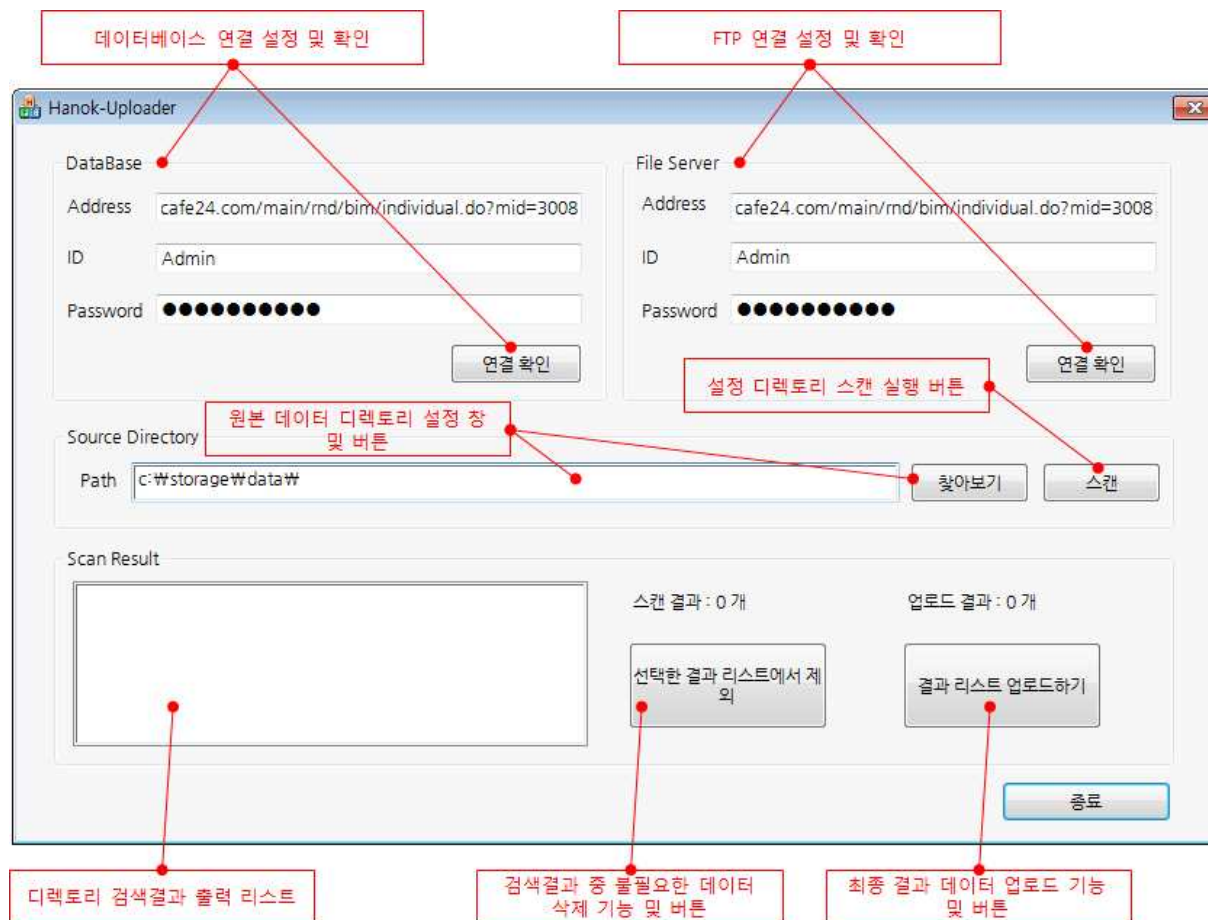 데이터베이스 연결 설정 및 확인
FTP 연결 설정 및 확인
Hanok-Uploader
DataBase
Address cafe24.com/main/rnd/bim/individual.do?mid=3008
ID Admin
Password ●●●●●●●●●●
연결 확인
File Server
Address cafe24.com/main/rnd/bim/individual.do?mid=3008
ID Admin
Password ●●●●●●●●●●
연결 확인
설정 디렉토리 스캔 실행 버튼
원본 데이터 디렉토리 설정 창
및 버튼
Source Directory
Path c:₩storage₩data₩
찾아보기
스캔
Scan Result
스캔 결과 : 0 개
업로드 결과 : 0 개
선택한 결과 리스트에서 제
외
결과 리스트 업로드하기
종료
디렉토리 검색결과 출력 리스트
검색결과 중 불필요한 데이터
삭제 기능 및 버튼
최종 결과 데이터 업로드 기능
및 버튼